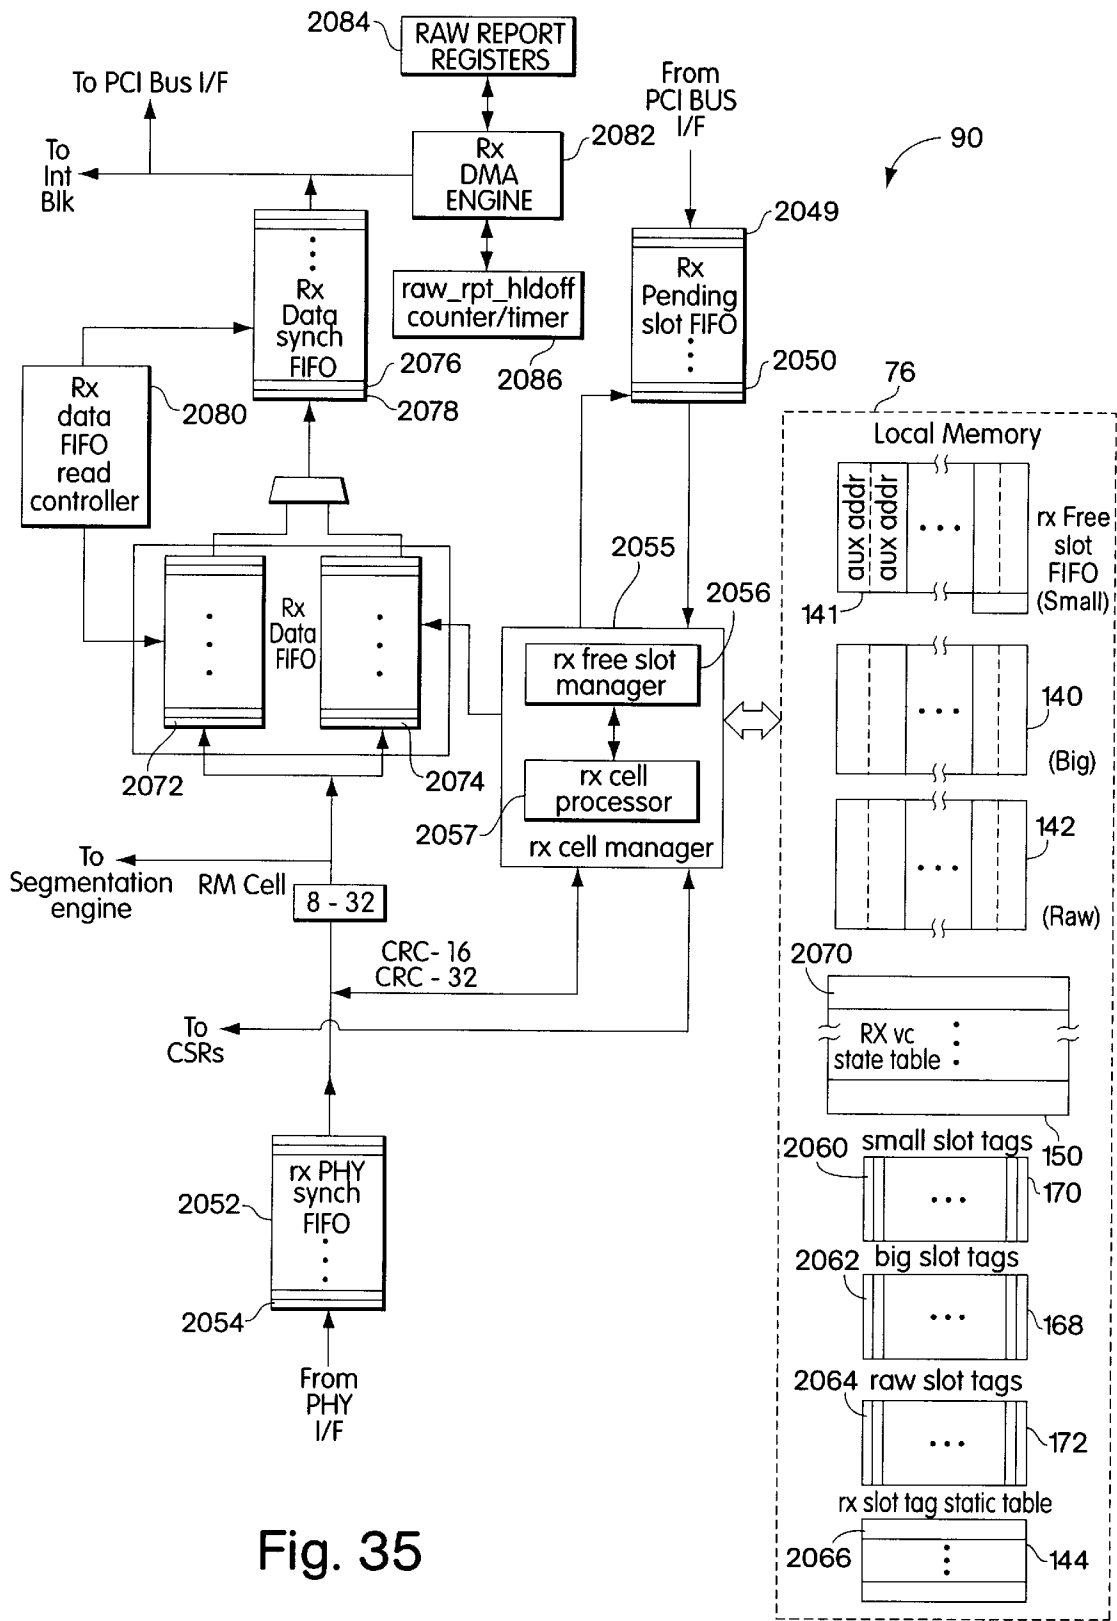 2084
RAW REPORT
REGISTERS
To PCI Bus I/F
From
PCI BUS
I/F
To
Int
Blk
Rx
DMA
ENGINE
2082
90
2049
Rx
Data
synch
FIFO
raw_rpt_hldoff
counter/timer
2086
Rx
Pending
slot FIFO
2050
2076
2078
Rx
data
FIFO
read
controller
2080
76
Local Memory
aux addr
aux addr
rx Free
slot
FIFO
(Small)
141
2055
2056
Rx
Data
FIFO
2072
2074
rx free slot
manager
rx cell
processor
2057
rx cell manager
140
(Big)
142
(Raw)
To
Segmentation
engine
RM Cell
8 - 32
CRC- 16
CRC - 32
To
CSRs
2070
RX vc
state table
150
2060
small slot tags
170
rx PHY
synch
FIFO
2052
2054
From
PHY
I/F
2062
big slot tags
168
2064
raw slot tags
172
rx slot tag static table
2066
144
Fig. 35